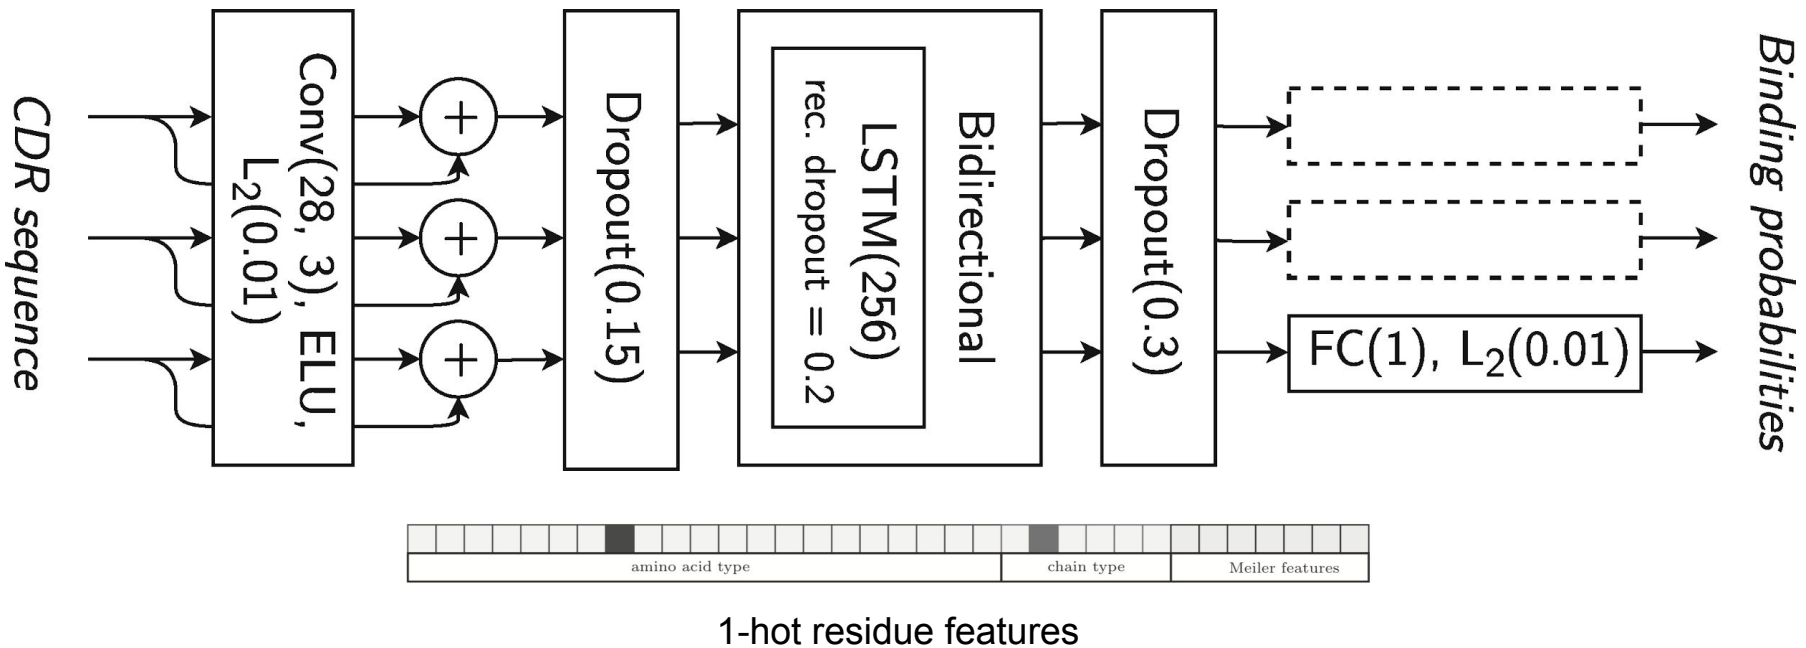 CDR sequence
Conv(28, 3), ELU,
L2(0.01)
+
+
+
Dropout(0.15)
Bidirectional
LSTM(256)
rec. dropout = 0.2
Dropout(0.3)
FC(1), L2(0.01)
Binding probabilities
amino acid type
chain type
Meiler features
1-hot residue features